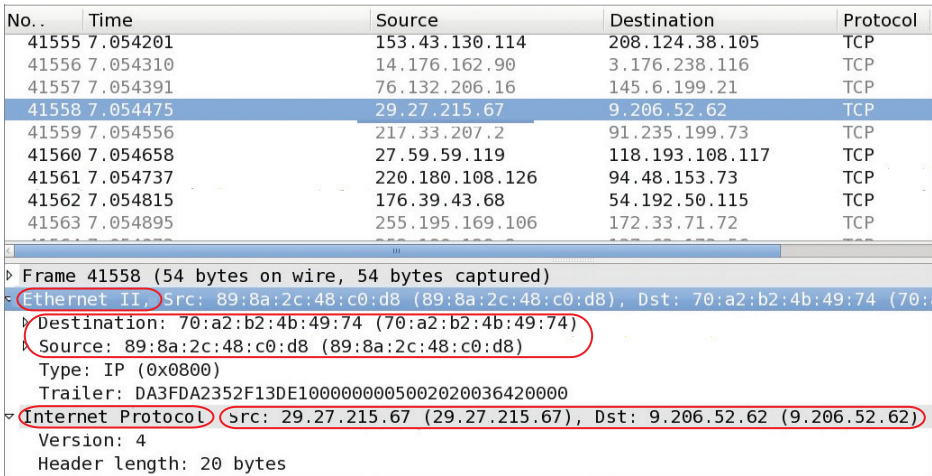 No.. Time Source Destination Protocol
41555 7.054201 153.43.130.114 208.124.38.105 TCP
41556 7.054310 14.176.162.90 3.176.238.116 TCP
41557 7.054391 76.132.206.16 145.6.199.21 TCP
41558 7.054475 29.27.215.67 9.206.52.62 TCP
41559 7.054556 217.33.207.2 91.235.199.73 TCP
41560 7.054658 27.59.59.119 118.193.108.117 TCP
41561 7.054737 220.180.108.126 94.48.153.73 TCP
41562 7.054815 176.39.43.68 54.192.50.115 TCP
41563 7.054895 255.195.169.106 172.33.71.72 TCP
Frame 41558 (54 bytes on wire, 54 bytes captured)
Ethernet II, Src: 89:8a:2c:48:c0:d8 (89:8a:2c:48:c0:d8), Dst: 70:a2:b2:4b:49:74 (70:
Destination: 70:a2:b2:4b:49:74 (70:a2:b2:4b:49:74)
Source: 89:8a:2c:48:c0:d8 (89:8a:2c:48:c0:d8)
Type: IP (0x0800)
Trailer: DA3FDA2352F13DE1000000005002020036420000
Internet Protocol, Src: 29.27.215.67 (29.27.215.67), Dst: 9.206.52.62 (9.206.52.62)
Version: 4
Header length: 20 bytes